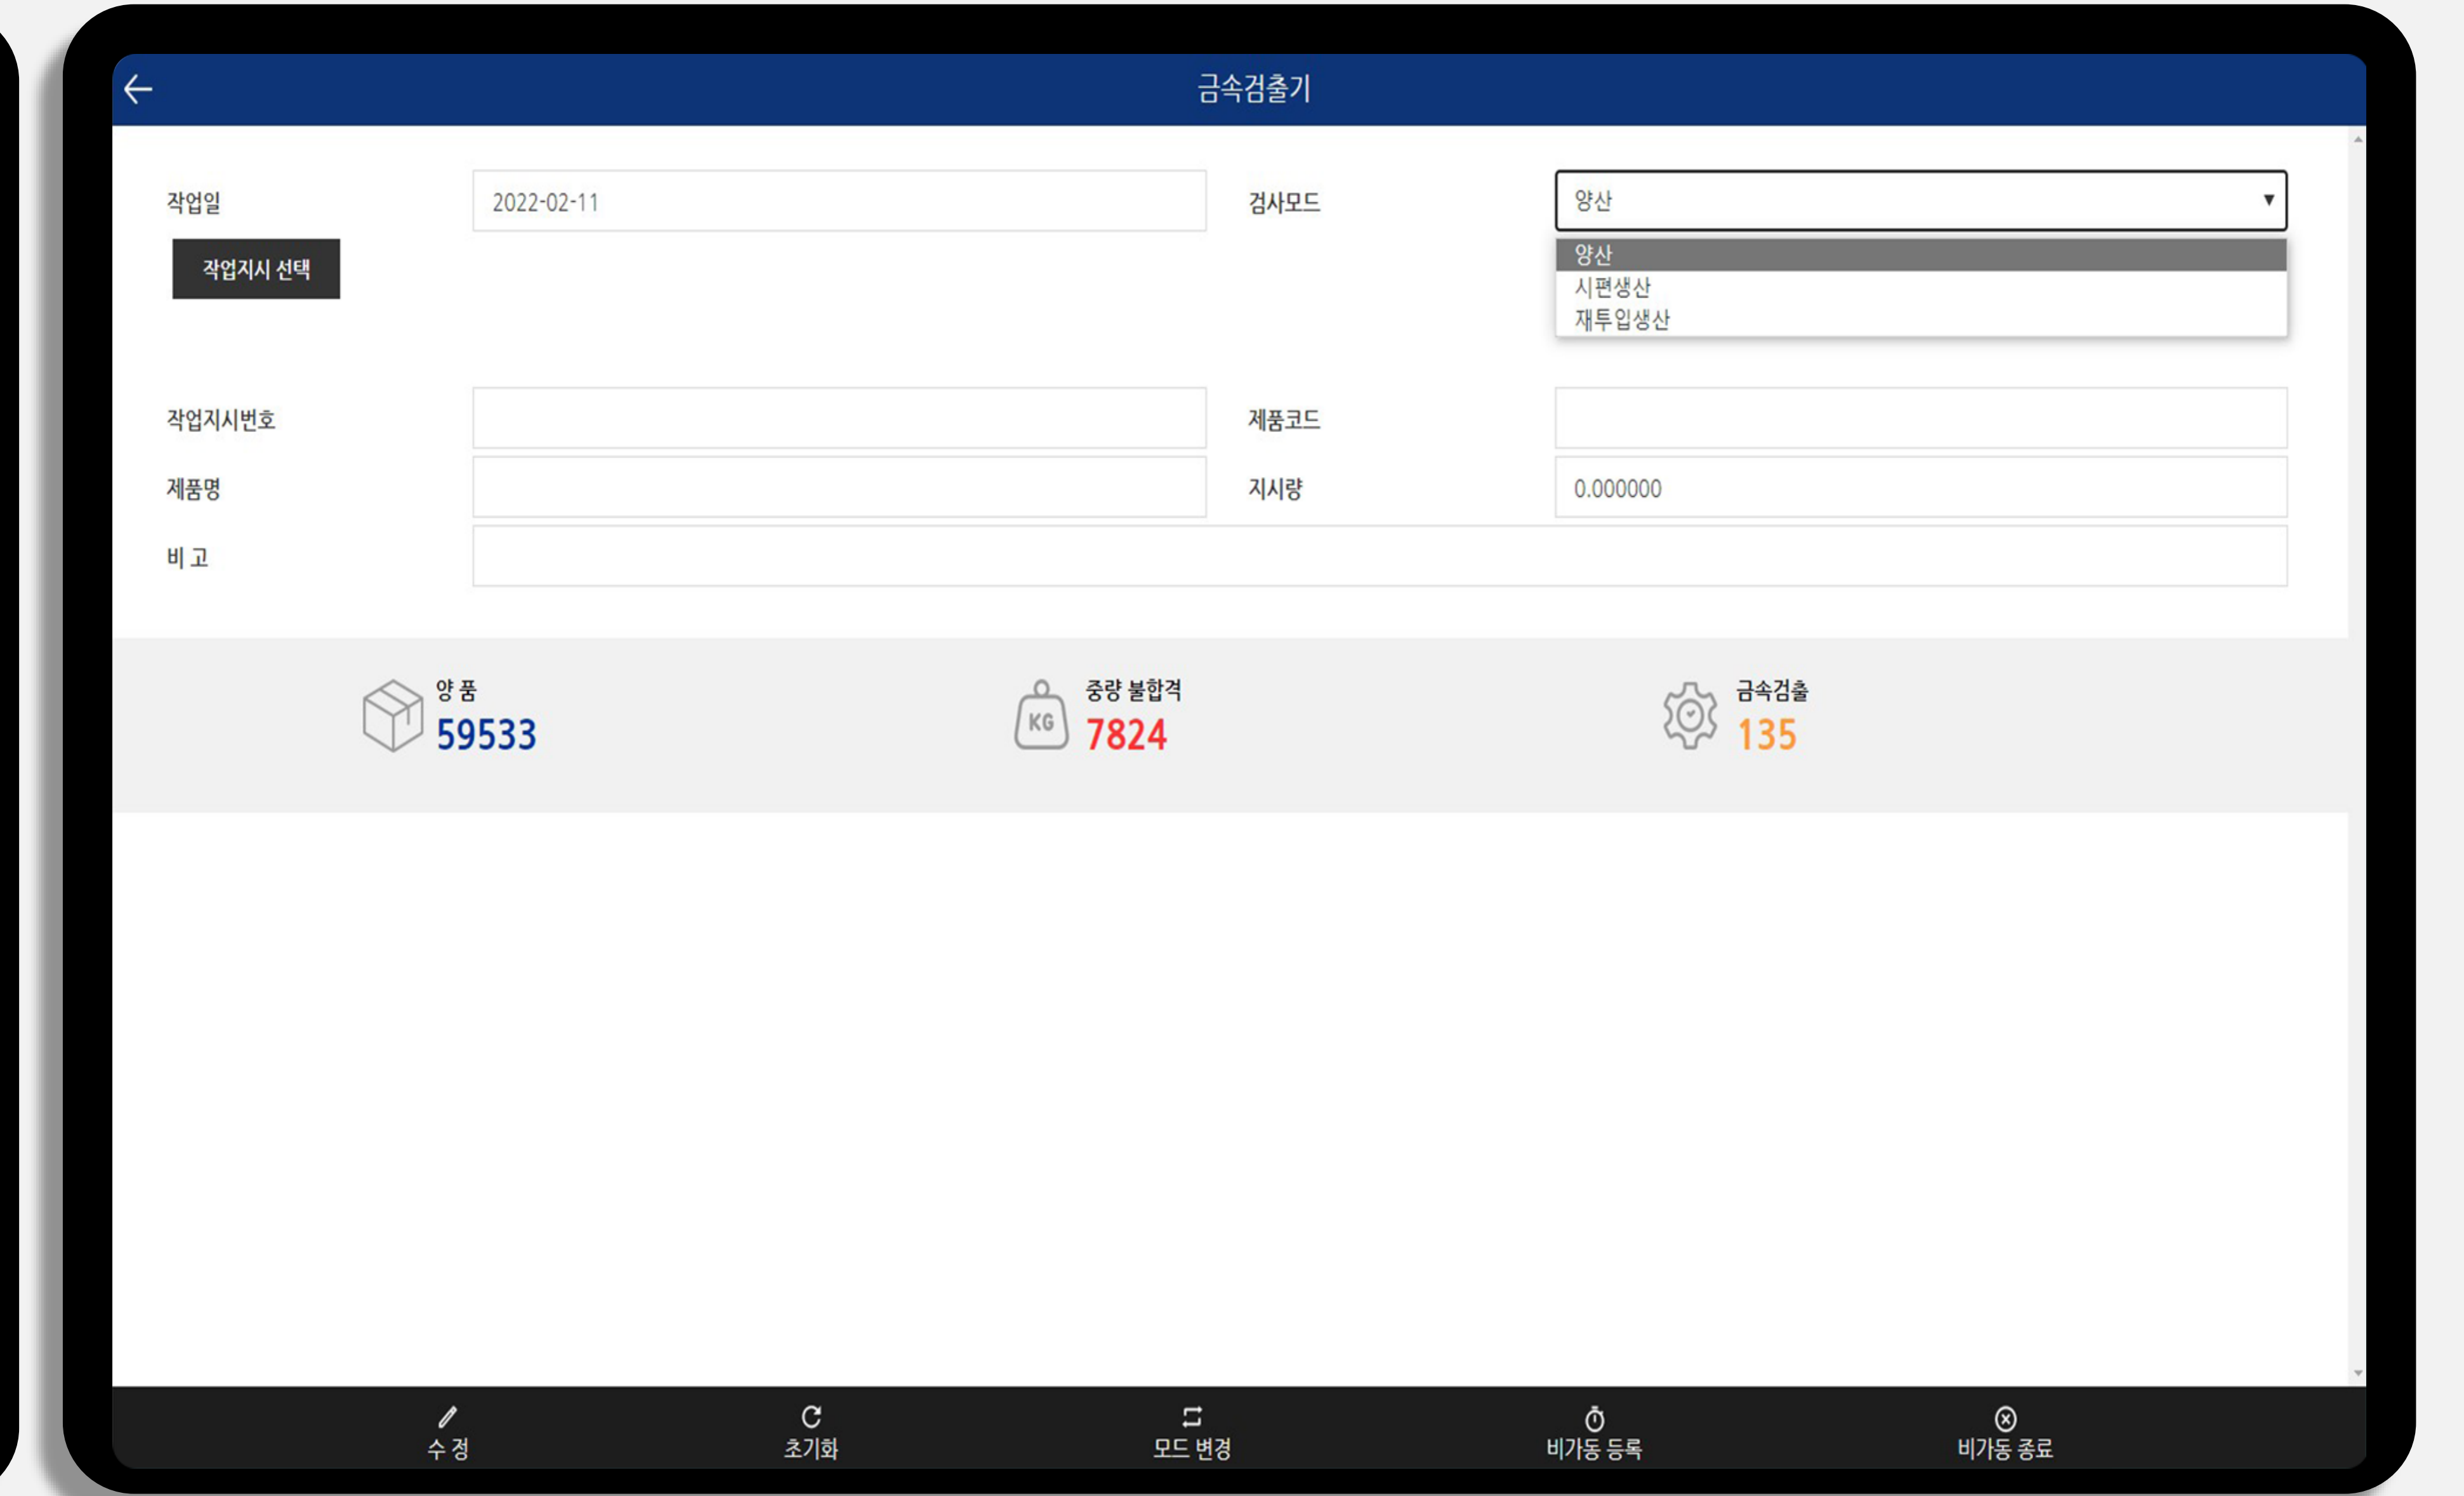 금속검출기
작업일 2022-02-11 검사모드 양산
작업지시 선택
양산
시편생산
재투입생산
작업지시번호 제품코드
제품명 지시량 0.000000
비 고
양 품 중량 불합격 금속검출
59533 KG 7824 135
수 정 초기화 모드 변경 비가동 등록 비가동 종료